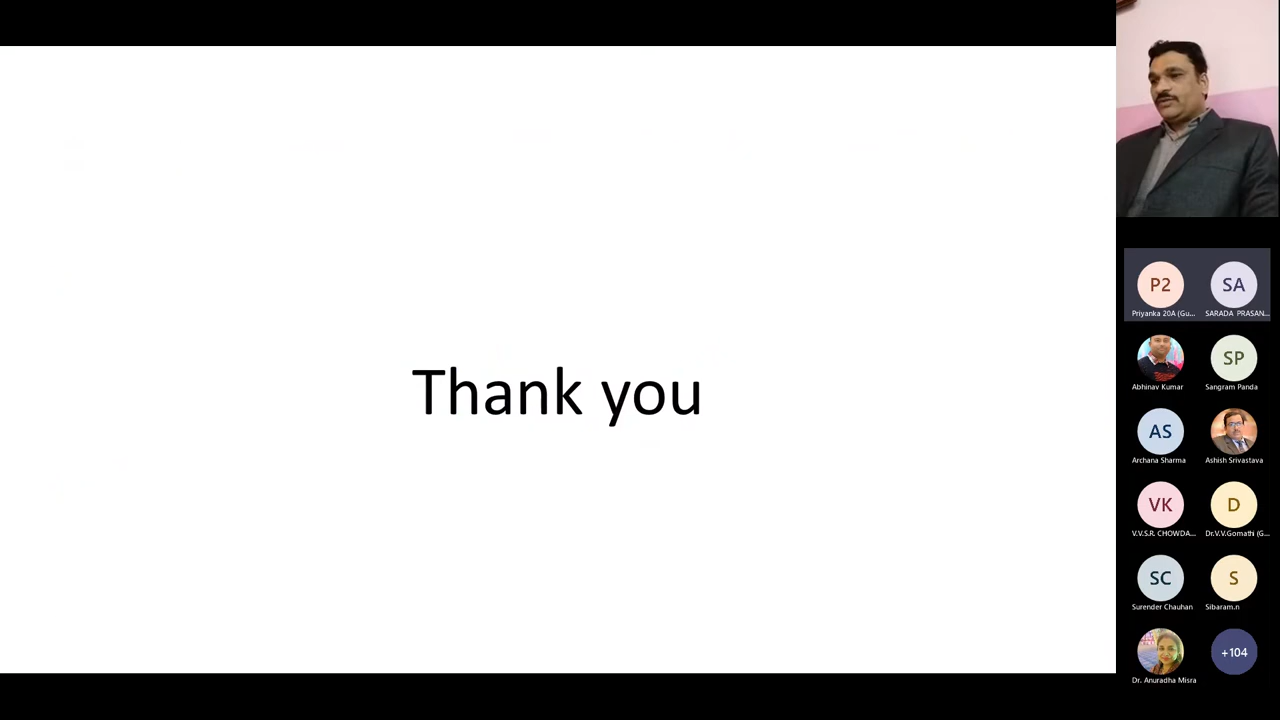 Thank you
P2
SA
Priyanka 20A (Gu...
SARADA PRASAN...
SP
Abhinav Kumar
Sangram Panda
AS
Archana Sharma
Ashish Srivastava
VK
D
V.V.S.R. CHOWDA...
Dr.V.V.Gomathi (G...
SC
S
Surender Chauhan
Sibaram.n
+104
Dr. Anuradha Misra